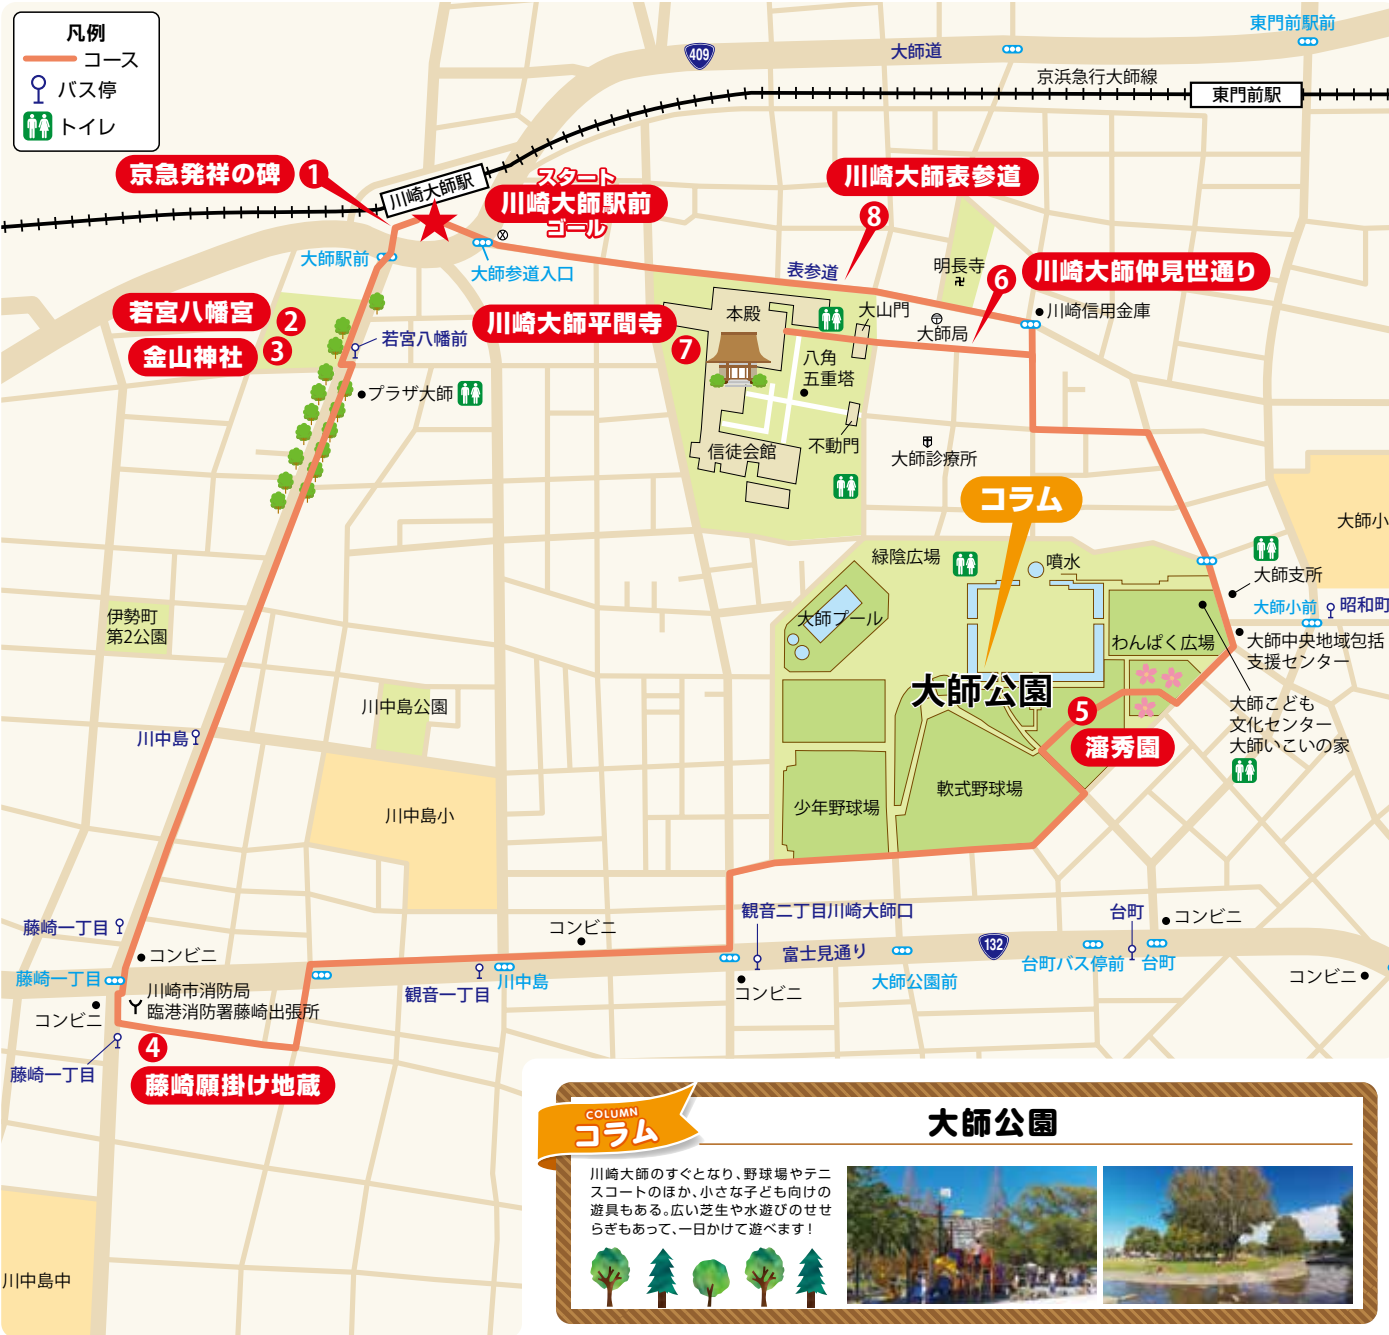 凡例
コース
バス停
トイレ
東門前駅前
409
大師道
京浜急行大師線
東門前駅
京急発祥の碑
1
川崎大師駅
スタート
川崎大師駅前
ゴール
川崎大師表参道
8
大師駅前
大師参道入口
表参道
明長寺
6
川崎大師仲見世通り
若宮八幡宮
2
金山神社
3
若宮八幡前
川崎大師平間寺
7
本殿
大山門
大師局
川崎信用金庫
八角
五重塔
プラザ大師
不動門
信徒会館
大師診療所
コラム
大師小
緑陰広場
噴水
大師支所
大師小前
昭和町
伊勢町
第2公園
大師プール
わんぱく広場
大師中央地域包括
支援センター
大師公園
5
瀋秀園
大師こども
文化センター
大師いこいの家
川中島公園
川中島
軟式野球場
少年野球場
川中島小
藤崎一丁目
コンビニ
コンビニ
観音二丁目川崎大師口
台町
コンビニ
132
富士見通り
藤崎一丁目
川崎市消防局
臨港消防署藤崎出張所
コンビニ
観音一丁目
川中島
コンビニ
大師公園前
台町バス停前
台町
コンビニ
藤崎一丁目
4
藤崎願掛け地蔵
川中島中
COLUMN
コラム
大師公園
川崎大師のすぐとなり、野球場やテニ
スコートのほか、小さな子ども向けの
遊具もある。広い芝生や水遊びのせせ
らぎもあって、一日かけて遊べます！